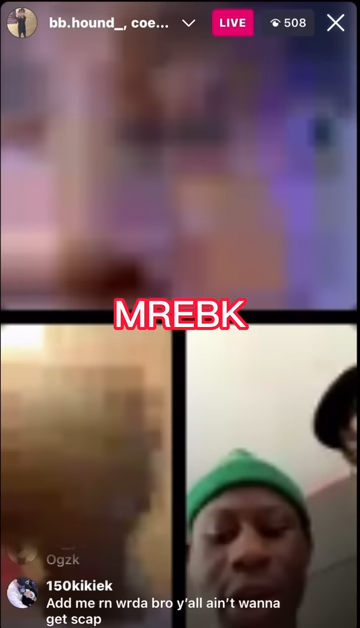 bb.hound_, coe...
LIVE
508
MREBK
Ogzk
150kikiek
Add me rn wrda bro y'all ain't wanna
get scap